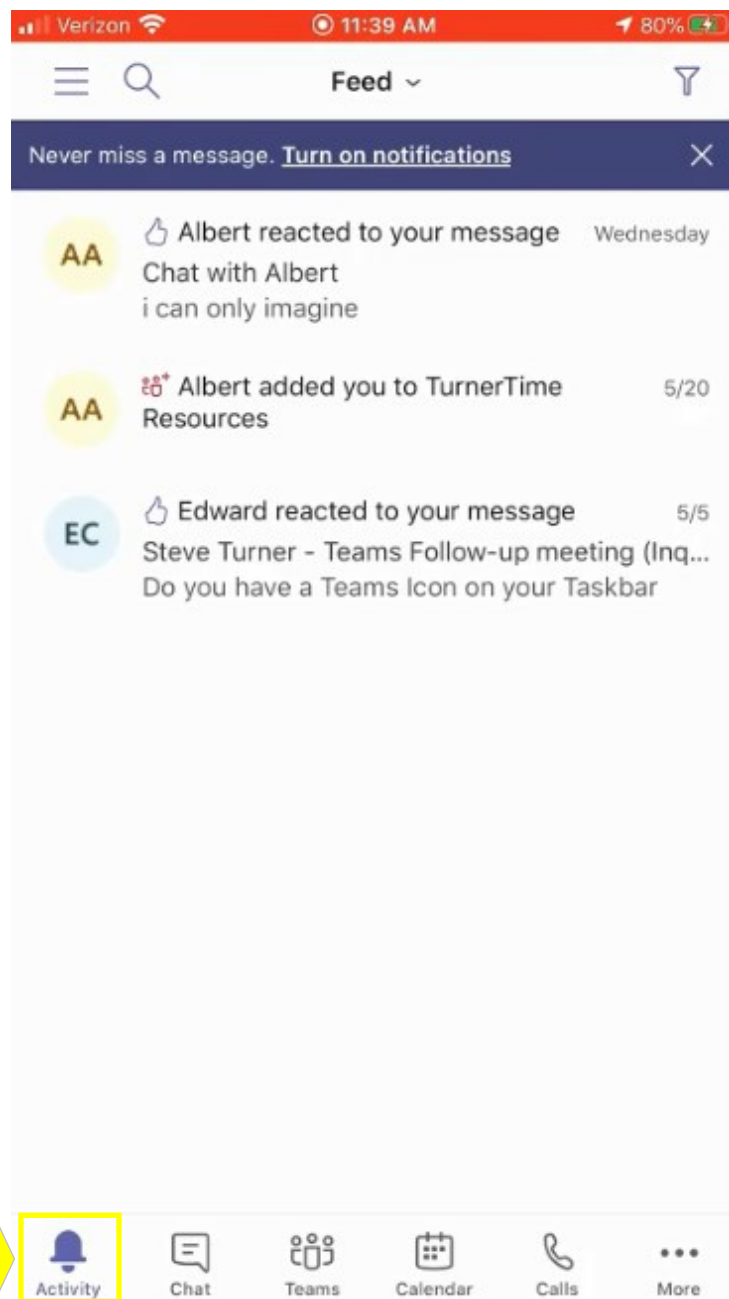 Verizon 11:39 AM 80%
Feed
Never miss a message. Turn on notifications
AA
Albert reacted to your message Wednesday
Chat with Albert
i can only imagine
AA
Albert added you to TurnerTime 5/20
Resources
EC
Edward reacted to your message 5/5
Steve Turner - Teams Follow-up meeting (Inq...
Do you have a Teams Icon on your Taskbar
Activity Chat Teams Calendar Calls More